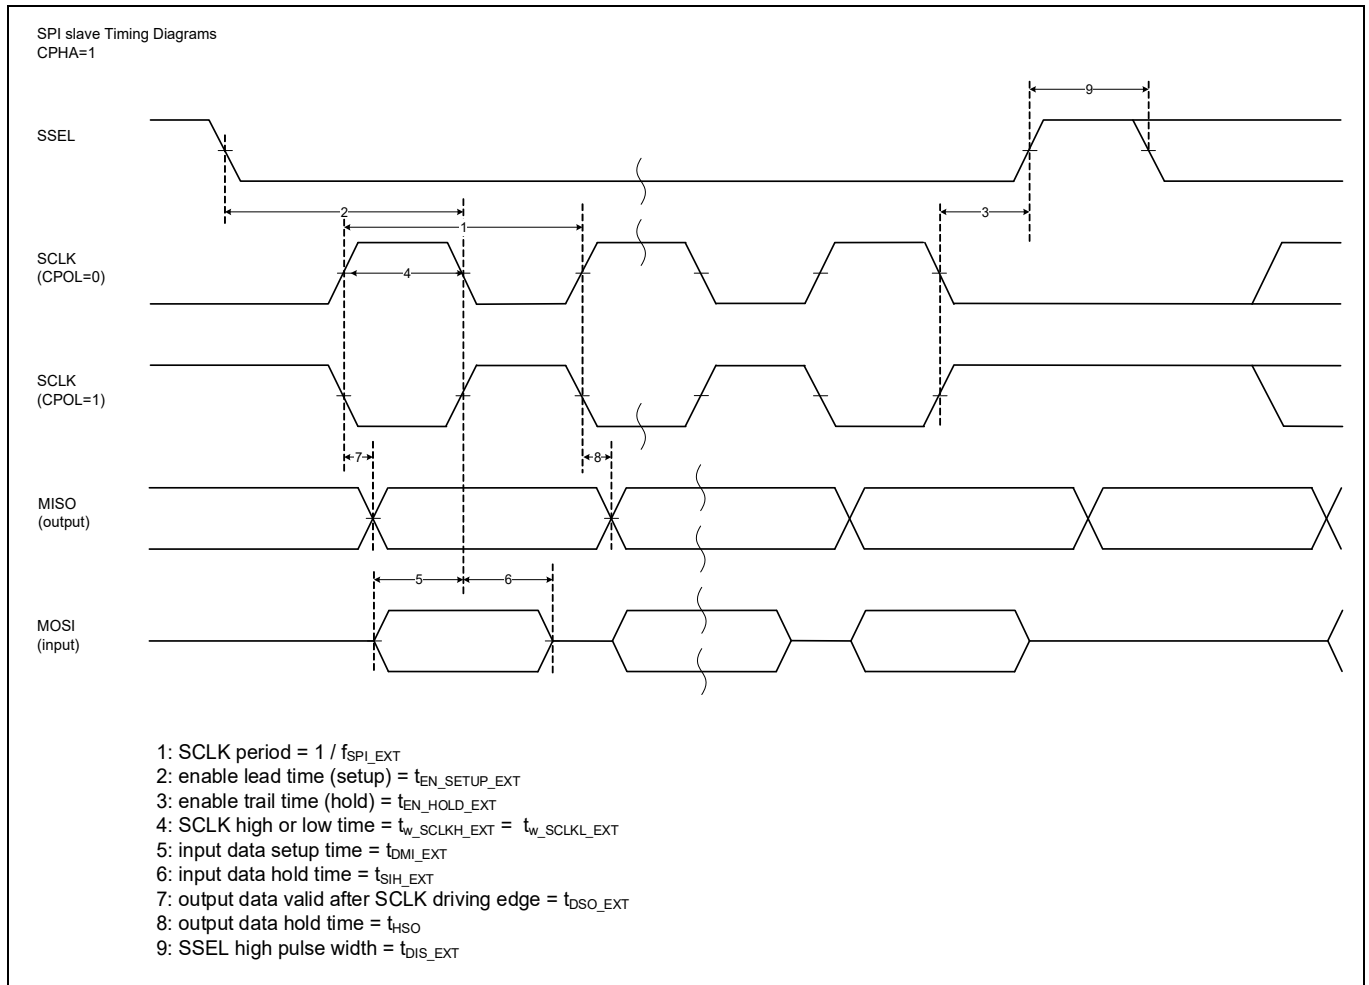 SPI slave Timing Diagrams
CPHA=1
9
SSEL
2
3
1
SCLK
(CPOL=0)
4
SCLK
(CPOL=1)
7
8
MISO
(output)
5
6
MOSI
(input)
1: SCLK period = 1 / fSPI_EXT
2: enable lead time (setup) = tEN_SETUP_EXT
3: enable trail time (hold) = tEN_HOLD_EXT
4: SCLK high or low time = tw_SCLKH_EXT = tw_SCLKL_EXT
5: input data setup time = tDMI_EXT
6: input data hold time = tSIH_EXT
7: output data valid after SCLK driving edge = tDSO_EXT
8: output data hold time = tHSO
9: SSEL high pulse width = tDIS_EXT